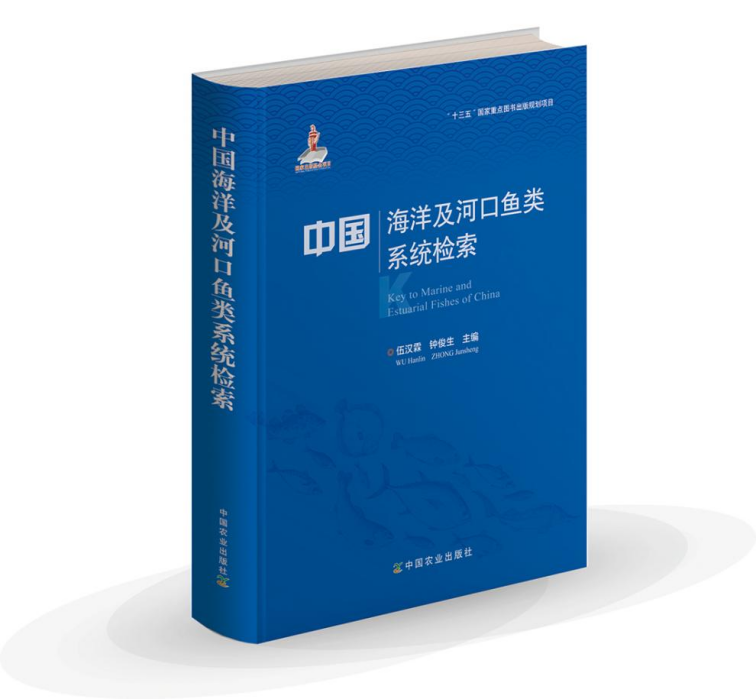 "十三五"国家重点图书出版规划项目
中国
海洋及河口鱼类
系统检索
K
Key to Marine and
Estuarial Fishes of China
伍汉霖 钟俊生 主编
WU Hanlin ZHONG Junsheng
中国农业出版社
中国海洋及河口鱼类系统检索
中国农业出版社